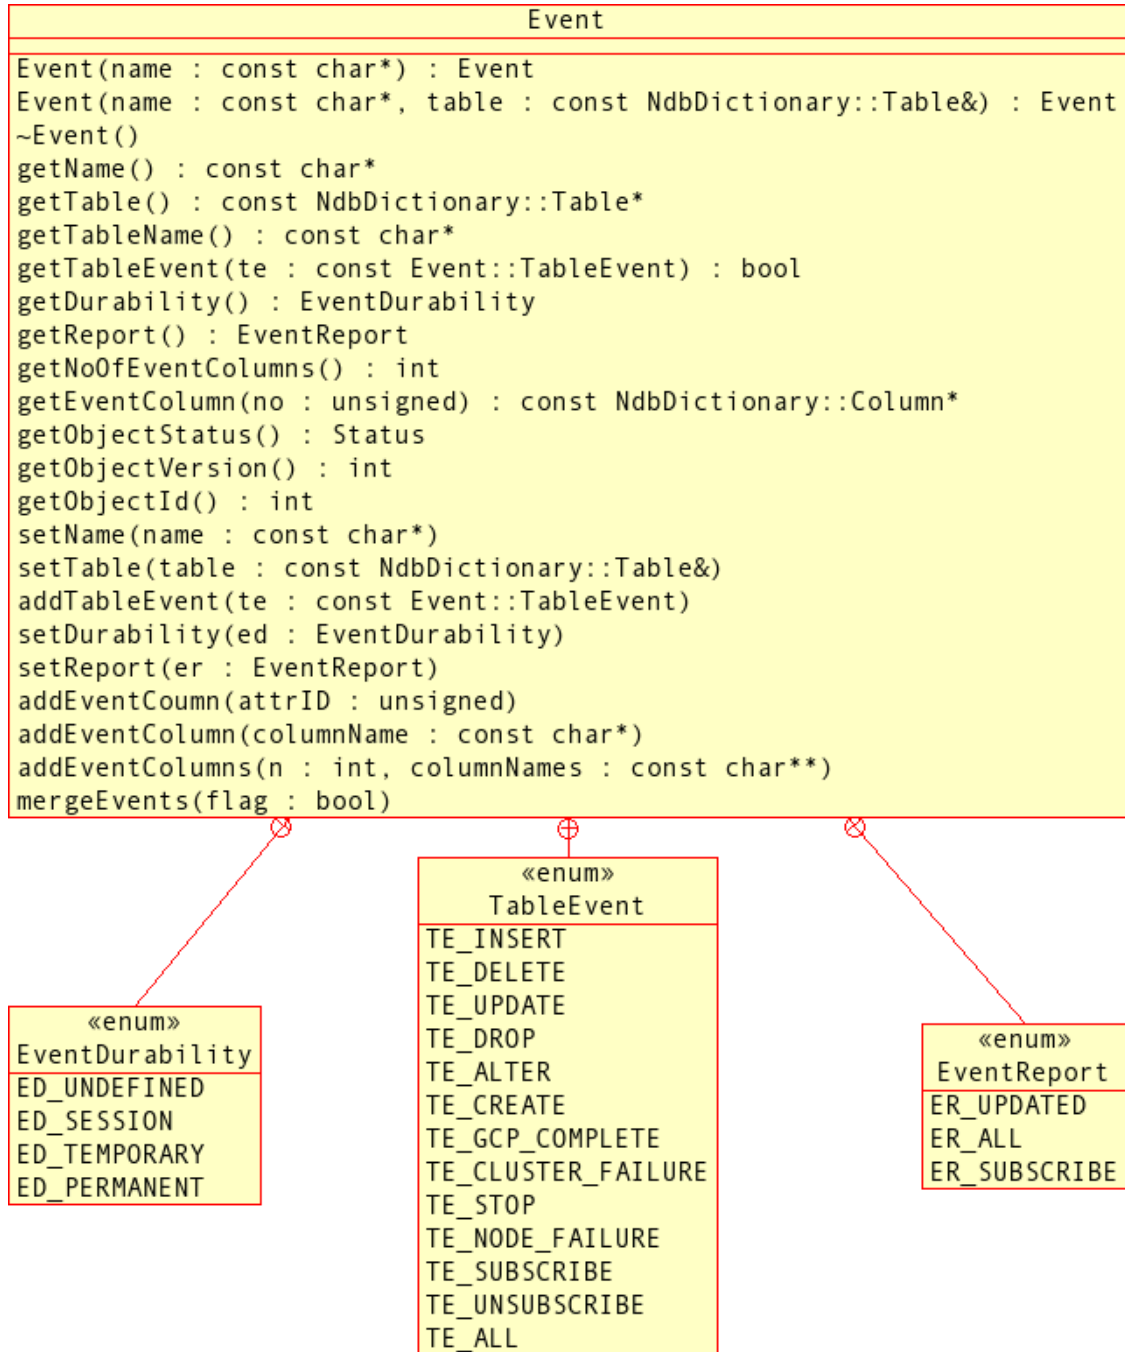 Event
Event(name : const char*) : Event
Event(name : const char*, table : const NdbDictionary::Table&) : Event
~Event()
getName() : const char*
getTable() : const NdbDictionary::Table*
getTableName() : const char*
getTableEvent(te : const Event::TableEvent) : bool
getDurability() : EventDurability
getReport() : EventReport
getNoOfEventColumns() : int
getEventColumn(no : unsigned) : const NdbDictionary::Column*
getObjectStatus() : Status
getObjectVersion() : int
getObjectId() : int
setName(name : const char*)
setTable(table : const NdbDictionary::Table&)
addTableEvent(te : const Event::TableEvent)
setDurability(ed : EventDurability)
setReport(er : EventReport)
addEventCoumn(attrID : unsigned)
addEventColumn(columnName : const char*)
addEventColumns(n : int, columnNames : const char**)
mergeEvents(flag : bool)
«enum»
EventDurability
ED_UNDEFINED
ED_SESSION
ED_TEMPORARY
ED_PERMANENT
«enum»
TableEvent
TE_INSERT
TE_DELETE
TE_UPDATE
TE_DROP
TE_ALTER
TE_CREATE
TE_GCP_COMPLETE
TE_CLUSTER_FAILURE
TE_STOP
TE_NODE_FAILURE
TE_SUBSCRIBE
TE_UNSUBSCRIBE
TE_ALL
«enum»
EventReport
ER_UPDATED
ER_ALL
ER_SUBSCRIBE